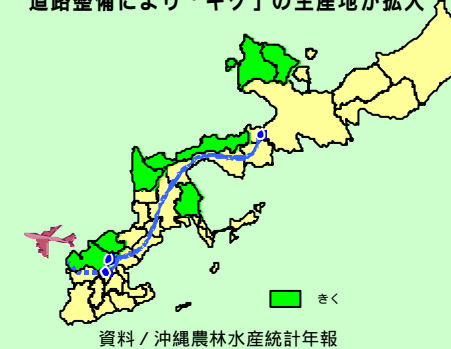 道路整備により「キク」の生産地が拡大！
きく
資料／沖縄農林水産統計年報